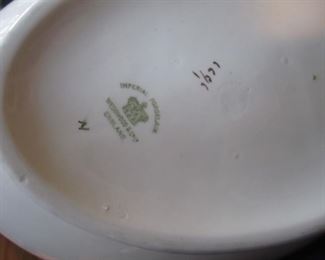 IMPERIAL PORCELAIN
WEDGWOOD & Co
ENGLAND
N